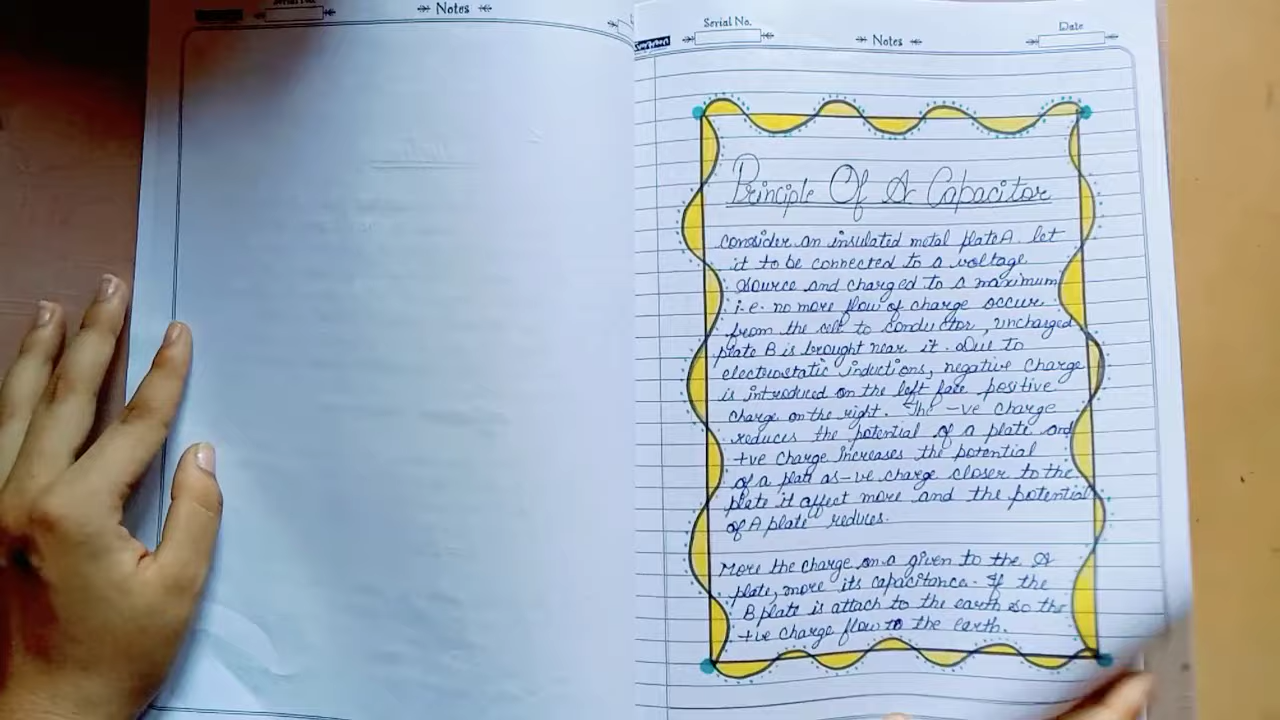 Serial No.
Notes
Serial No.
Notes
Date
Principle Of A Capacitor
Consider an insulated metal plate A. let
it to be connected to a voltage
source and charged to a maximum
i.e. no more flow of charge occur
from the cell to conductor, uncharged
plate B is brought near it. Due to
electrostatic inductions, negative charge
is introduced on the left face positive
charge on the right. The -ve charge
reduces the potential of a plate and
+ve charge increases the potential
of a plate as -ve charge closer to the
plate it affect more and the potential
of A plate reduces.
More the charge on a given to the A
plate, more its capacitance. If the
B plate is attach to the earth so the
+ve charge flow to the earth.